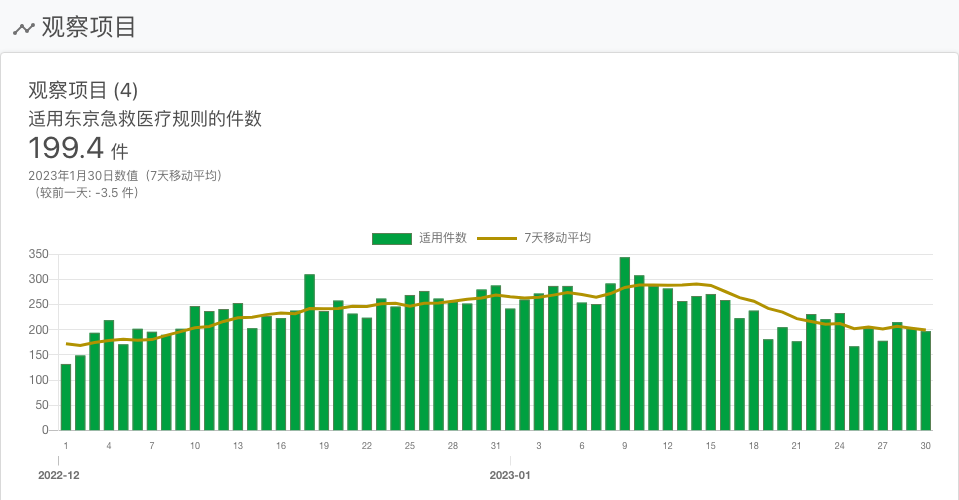 观察项目
观察项目 (4)
适用东京急救医疗规则的件数
199.4 件
2023年1月30日数值（7天移动平均）
（较前一天: -3.5 件）
适用件数 7天移动平均
350
300
250
200
150
100
50
0
1 4 7 10 13 16 19 22 25 28 31 3 6 9 12 15 18 21 24 27 30
2022-12 2023-01